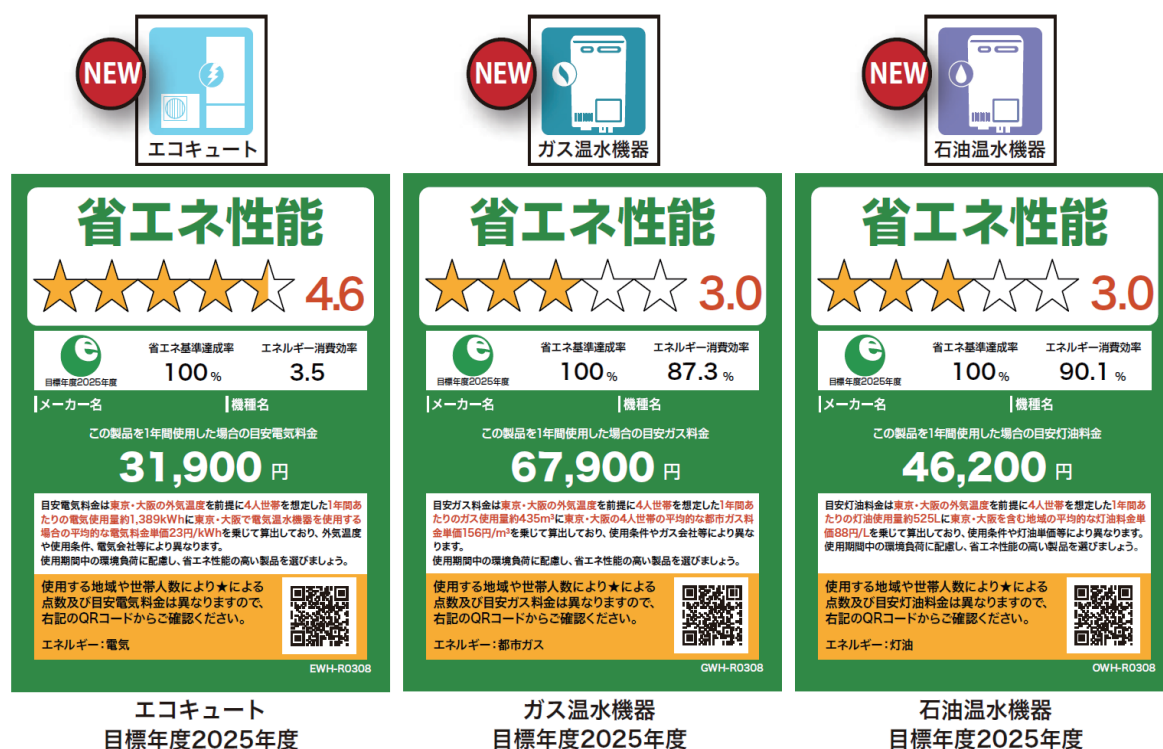 NEW
エコキュート
NEW
ガス温水機器
NEW
石油温水機器
省エネ性能
4.6
目標年度2025年度
省エネ基準達成率
100%
エネルギー消費効率
3.5
メーカー名
機種名
この製品を1年間使用した場合の目安電気料金
31,900 円
目安電気料金は東京・大阪の外気温度を前提に4人世帯を想定した1年間あ
たりの電気使用量約1,389kWhに東京・大阪で電気温水機器を使用する
場合の平均的な電気料金単価23円/kWhを乗じて算出しており、外気温度
や使用条件、電気会社等により異なります。
使用期間中の環境負荷に配慮し、省エネ性能の高い製品を選びましょう。
使用する地域や世帯人数により★による
点数及び目安電気料金は異なりますので、
右記のQRコードからご確認ください。
エネルギー：電気
EWH-R0308
エコキュート
目標年度2025年度
省エネ性能
3.0
目標年度2025年度
省エネ基準達成率
100%
エネルギー消費効率
87.3 %
メーカー名
機種名
この製品を1年間使用した場合の目安ガス料金
67,900 円
目安ガス料金は東京・大阪の外気温度を前提に4人世帯を想定した1年間あ
たりのガス使用量約435m³に東京・大阪の4人世帯の平均的な都市ガス料
金単価156円/m³を乗じて算出しており、使用条件やガス会社等により異な
ります。
使用期間中の環境負荷に配慮し、省エネ性能の高い製品を選びましょう。
使用する地域や世帯人数により★による
点数及び目安ガス料金は異なりますので、
右記のQRコードからご確認ください。
エネルギー：都市ガス
GWH-R0308
ガス温水機器
目標年度2025年度
省エネ性能
3.0
目標年度2025年度
省エネ基準達成率
100%
エネルギー消費効率
90.1 %
メーカー名
機種名
この製品を1年間使用した場合の目安灯油料金
46,200 円
目安灯油料金は東京・大阪の外気温度を前提に4人世帯を想定した1年間あ
たりの灯油使用量約525Lに東京・大阪を含む地域の平均的な灯油料金単
価88円/Lを乗じて算出しており、使用条件や灯油単価等により異なります。
使用期間中の環境負荷に配慮し、省エネ性能の高い製品を選びましょう。
使用する地域や世帯人数により★による
点数及び目安灯油料金は異なりますので、
右記のQRコードからご確認ください。
エネルギー：灯油
OWH-R0308
石油温水機器
目標年度2025年度